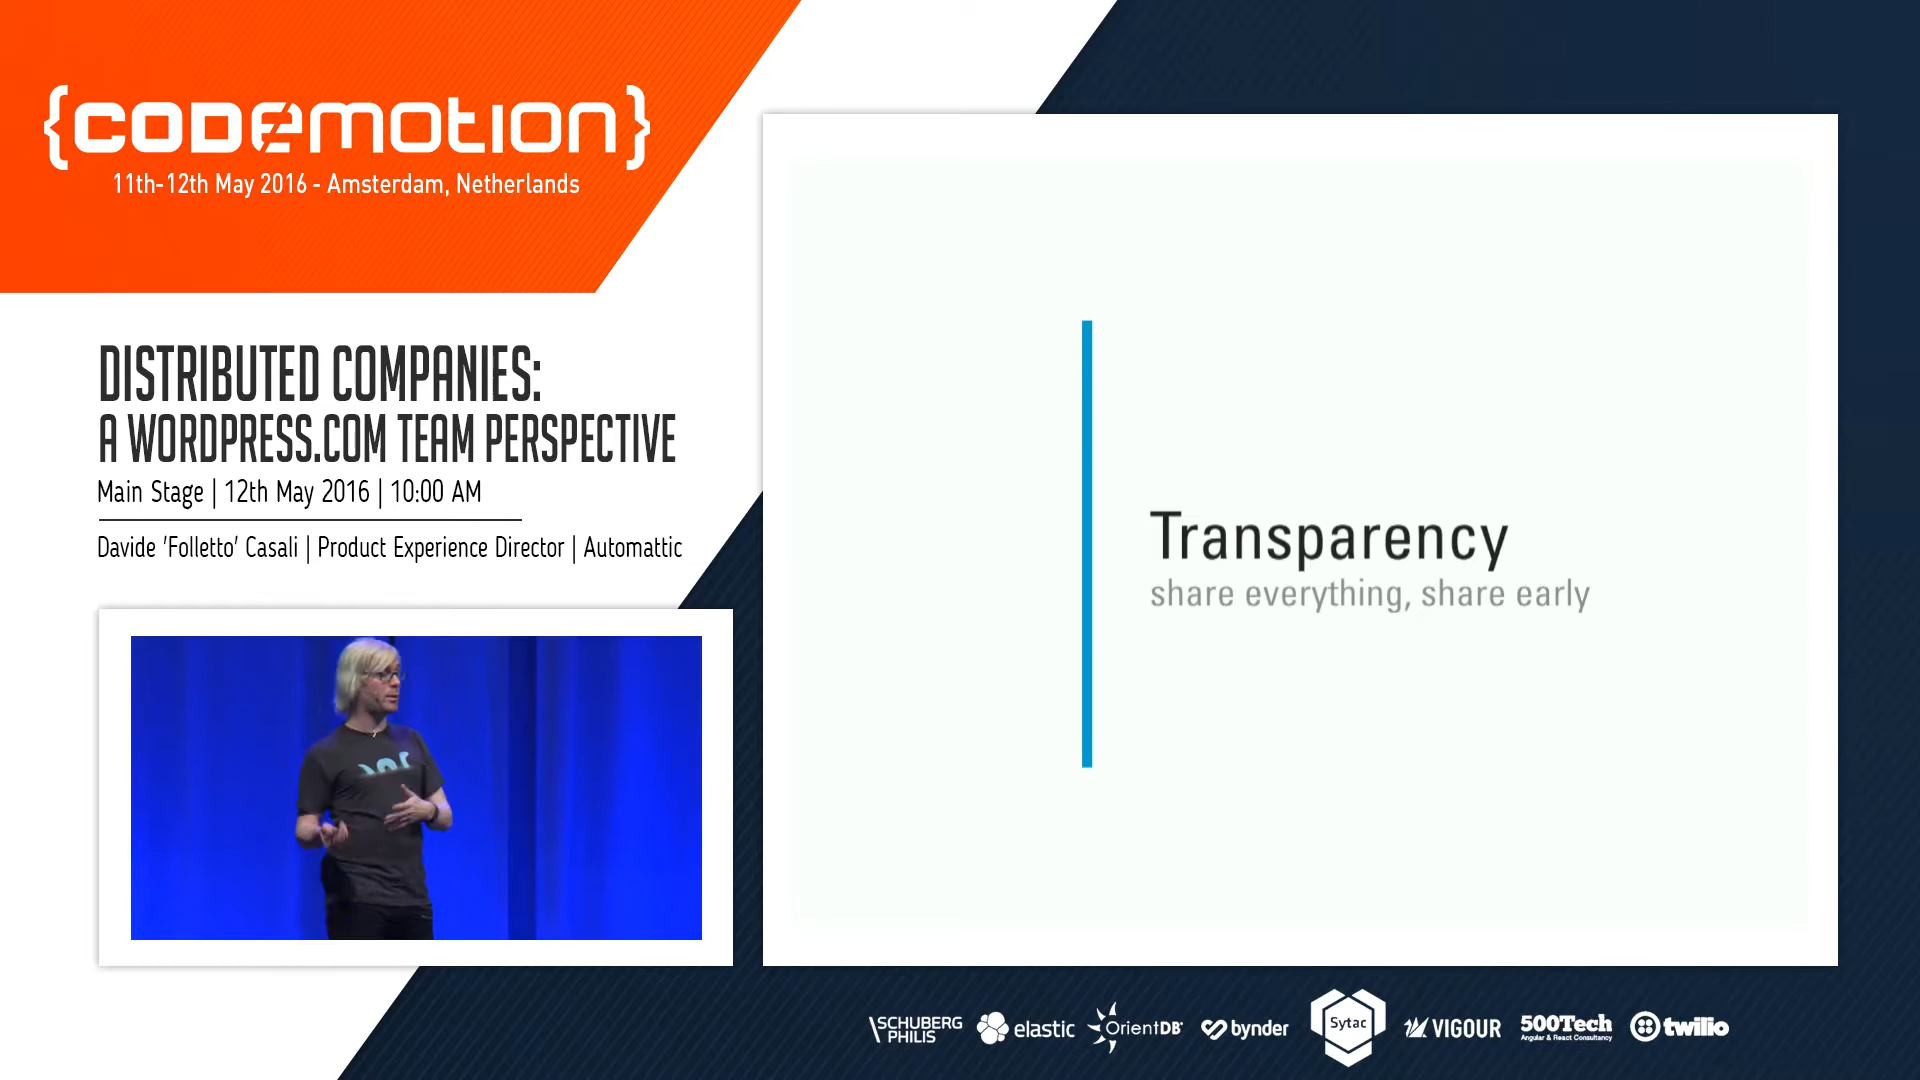 {codemotion}
11th-12th May 2016 - Amsterdam, Netherlands
DISTRIBUTED COMPANIES:
A WORDPRESS.COM TEAM PERSPECTIVE
Main Stage | 12th May 2016 | 10:00 AM
Davide 'Folletto' Casali | Product Experience Director | Automattic
Transparency
share everything, share early
SCHUBERG
PHILIS
elastic
OrientDB
bynder
Sytac
VIGOUR
500Tech
Angular & React Consultancy
twilio